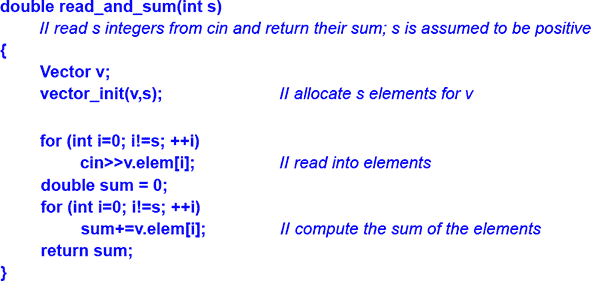 double read_and_sum(int s)
// read s integers from cin and return their sum; s is assumed to be positive
{
Vector v;
vector_init(v,s); // allocate s elements for v
for (int i=0; i!=s; ++i)
cin>>v.elem[i]; // read into elements
double sum = 0;
for (int i=0; i!=s; ++i)
sum+=v.elem[i]; // compute the sum of the elements
return sum;
}